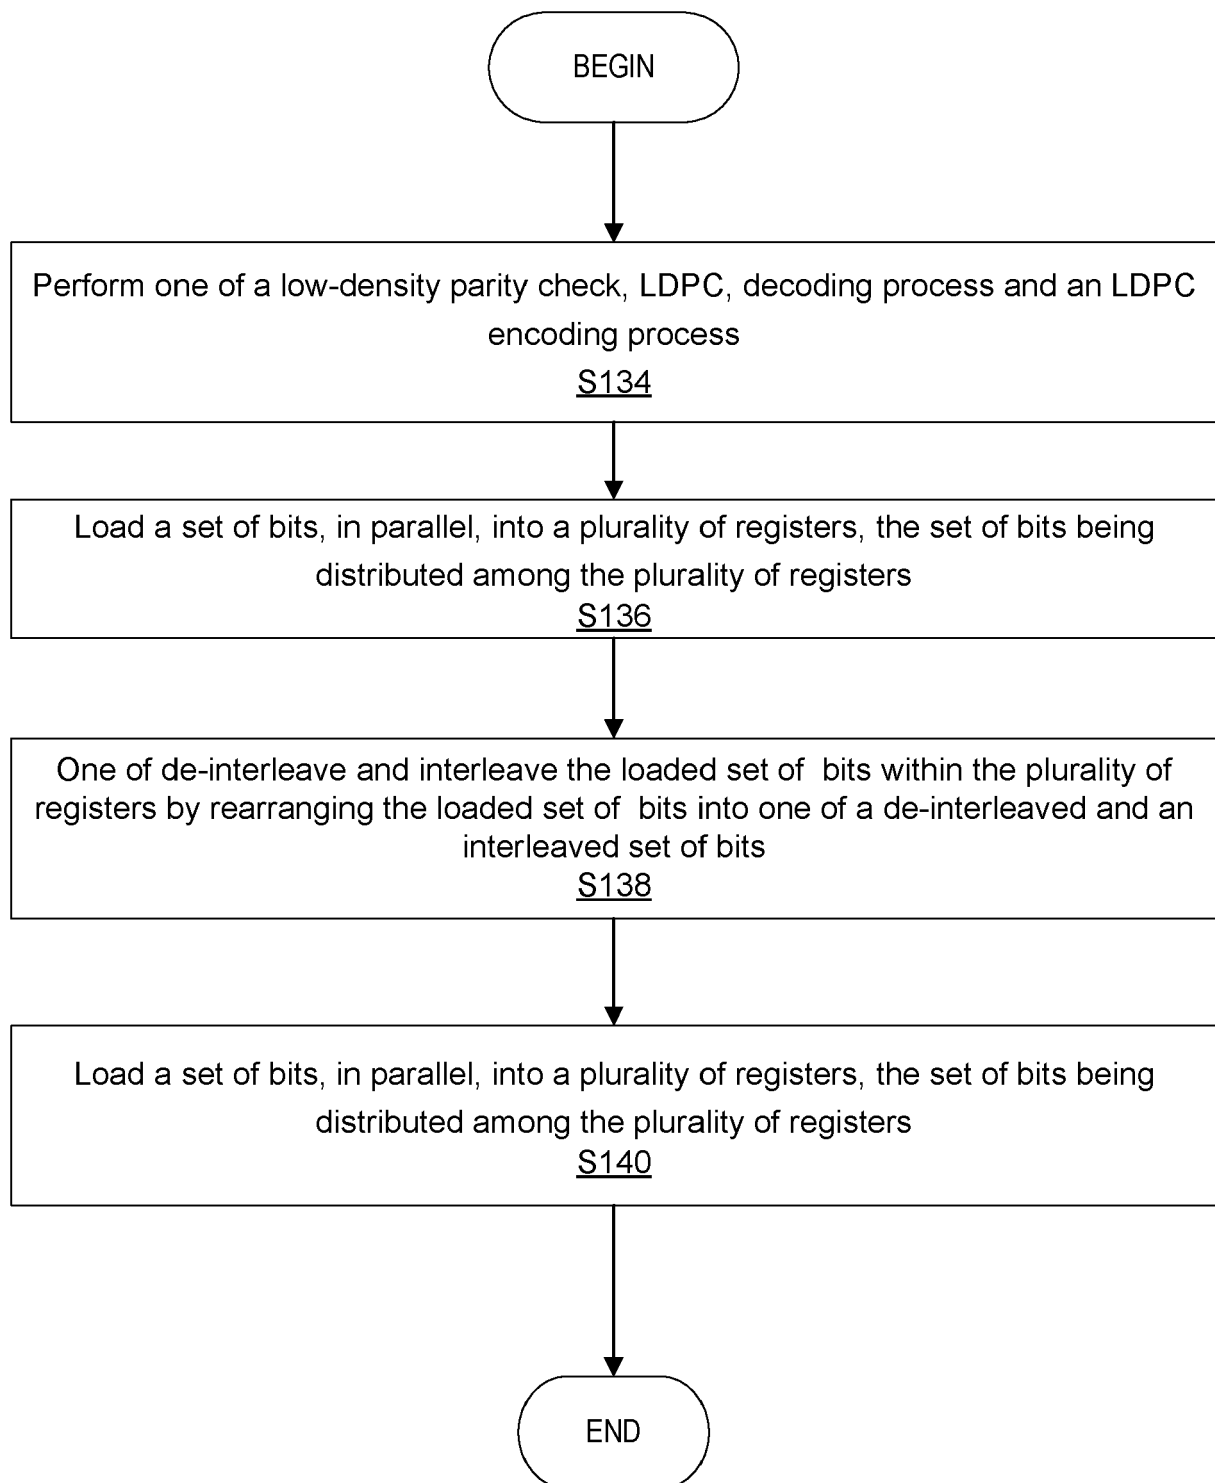 BEGIN
Perform one of a low-density parity check, LDPC, decoding process and an LDPC
encoding process
S134
Load a set of bits, in parallel, into a plurality of registers, the set of bits being
distributed among the plurality of registers
S136
One of de-interleave and interleave the loaded set of  bits within the plurality of
registers by rearranging the loaded set of  bits into one of a de-interleaved and an
interleaved set of bits
S138
Load a set of bits, in parallel, into a plurality of registers, the set of bits being
distributed among the plurality of registers
S140
END